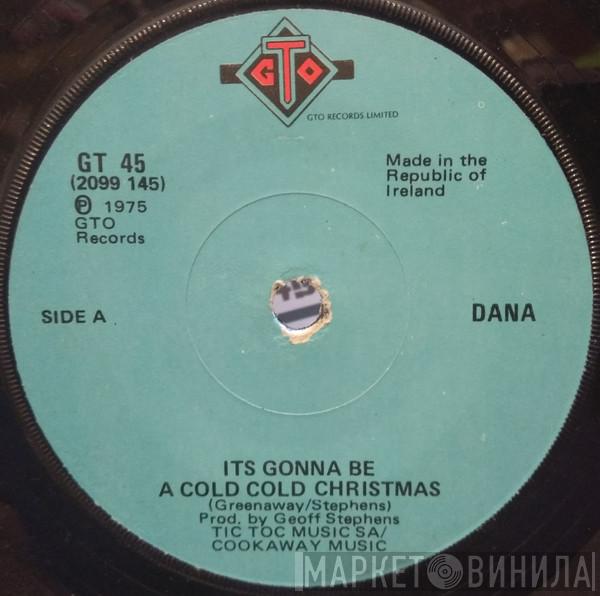 GTO
GTO RECORDS LIMITED
GT 45
(2099 145)
℗ 1975
GTO
Records
Made in the
Republic of
Ireland
SIDE A
DANA
ITS GONNA BE
A COLD COLD CHRISTMAS
(Greenaway/Stephens)
Prod. by Geoff Stephens
TIC TOC MUSIC SA/
COOKAWAY MUSIC
МАРКЕТ ВИНИЛА